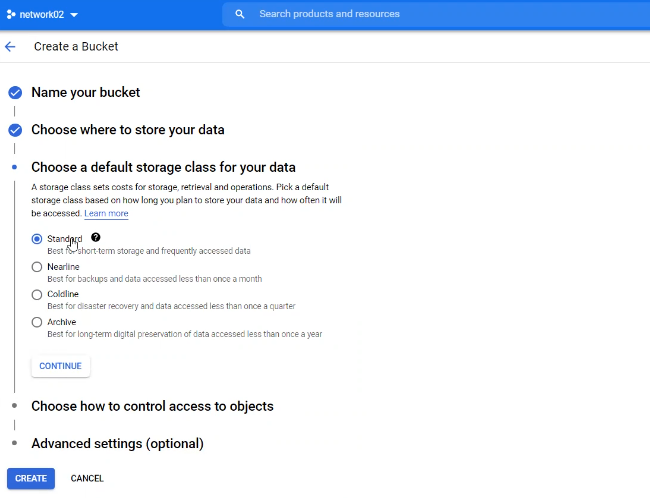 network02
Search products and resources
Create a Bucket
Name your bucket
Choose where to store your data
Choose a default storage class for your data
A storage class sets costs for storage, retrieval and operations. Pick a default
storage class based on how long you plan to store your data and how often it will
be accessed. Learn more
Standard
Best for short-term storage and frequently accessed data
Nearline
Best for backups and data accessed less than once a month
Coldline
Best for disaster recovery and data accessed less than once a quarter
Archive
Best for long-term digital preservation of data accessed less than once a year
CONTINUE
Choose how to control access to objects
Advanced settings (optional)
CREATE CANCEL